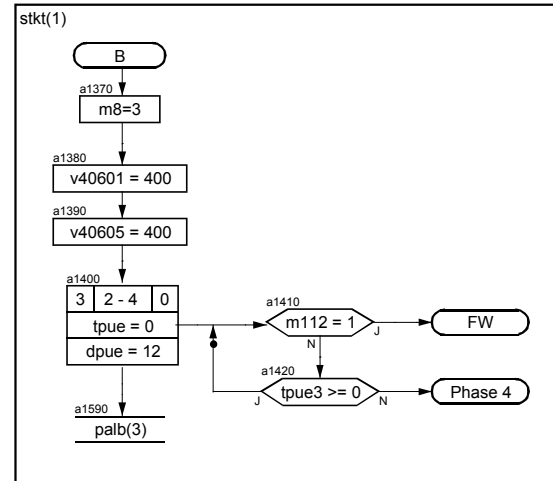 stkt(1)
B
a1370
m8=3
a1380
v40601 = 400
a1390
v40605 = 400
a1400
3 2 - 4 0
tpue = 0
dpue = 12
a1410
m112 = 1
J
N
FW
a1420
tpue3 >= 0
J
N
Phase 4
a1590
palb(3)